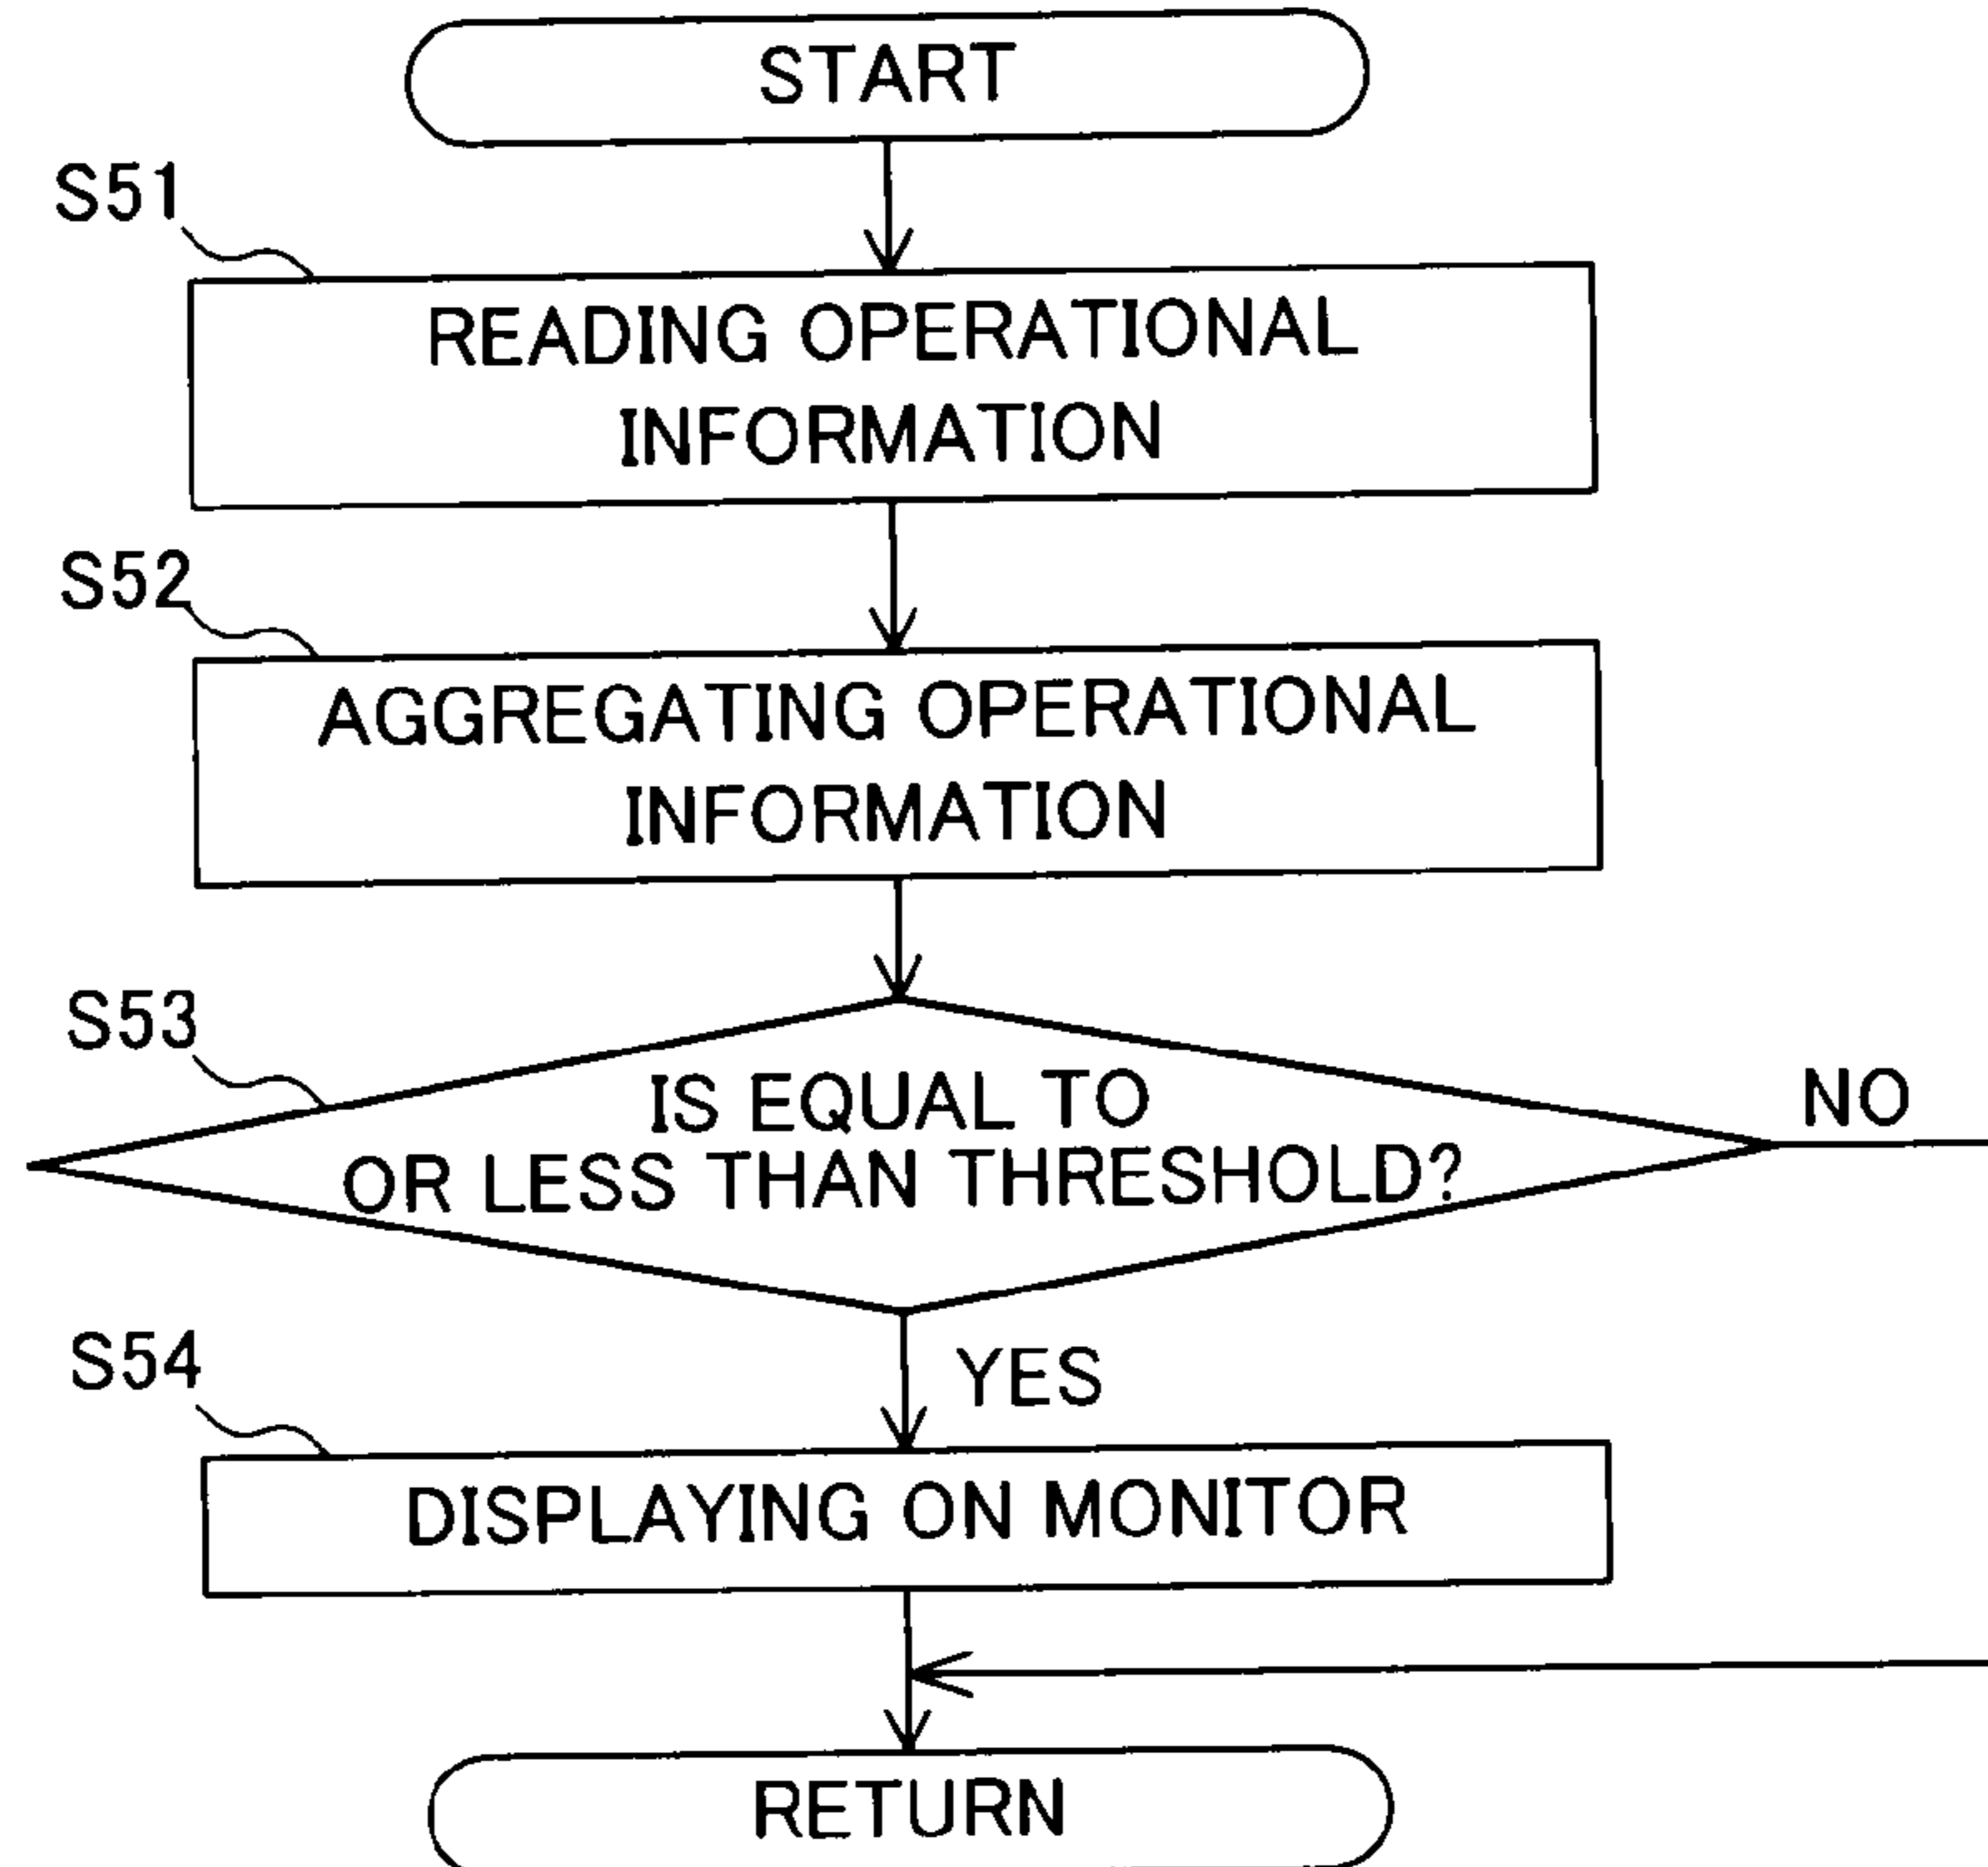 START
S51
READING OPERATIONAL
INFORMATION
S52
AGGREGATING OPERATIONAL
INFORMATION
S53
IS EQUAL TO
OR LESS THAN THRESHOLD?
NO
S54
YES
DISPLAYING ON MONITOR
RETURN